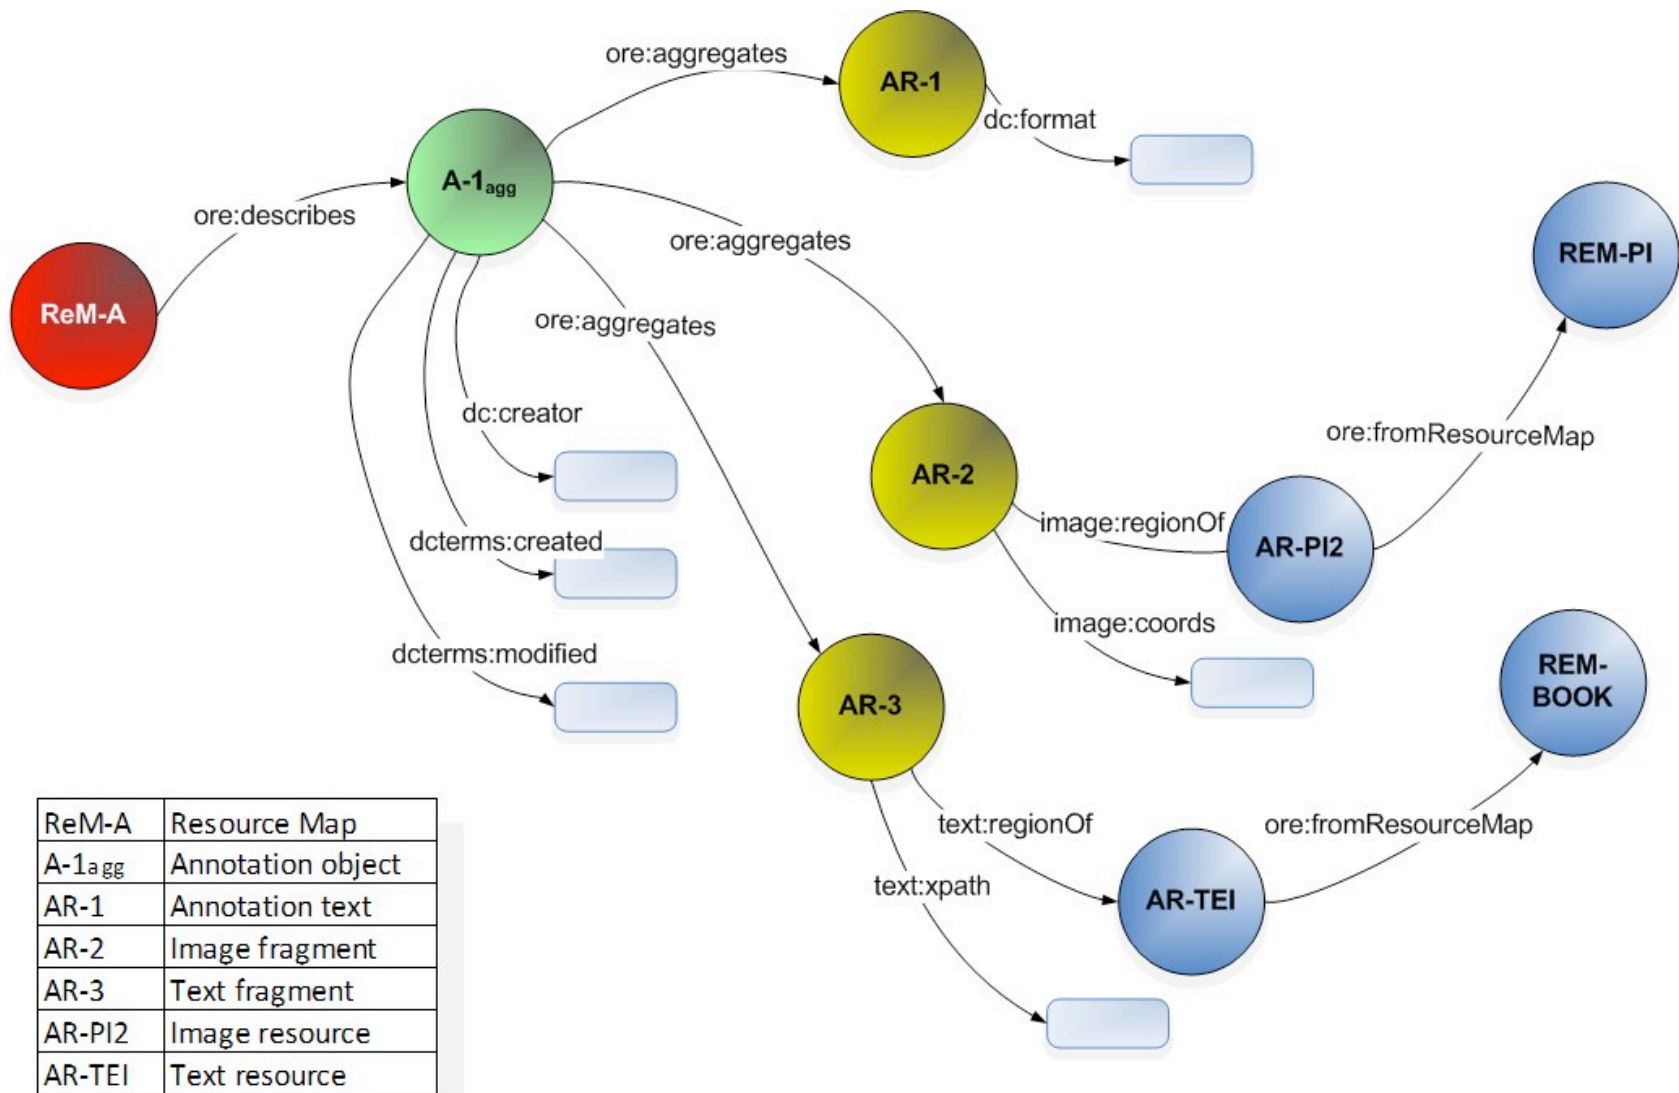 ore:aggregates
AR-1
dc:format
A-1agg
ore:describes
ore:aggregates
REM-PI
ReM-A
ore:aggregates
dc:creator
ore:fromResourceMap
AR-2
image:regionOf
AR-PI2
dcterms:created
image:coords
dcterms:modified
REM-
BOOK
AR-3
text:regionOf
ore:fromResourceMap
text:xpath
AR-TEI
ReM-A Resource Map
A-1agg Annotation object
AR-1 Annotation text
AR-2 Image fragment
AR-3 Text fragment
AR-PI2 Image resource
AR-TEI Text resource